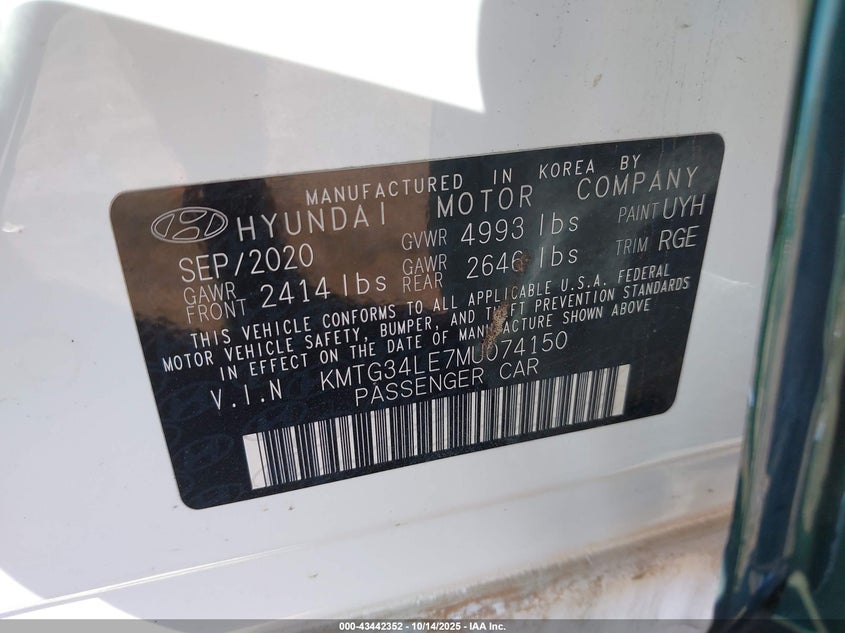 MANUFACTURED IN KOREA BY
HYUNDAI MOTOR COMPANY
SEP/2020 GVWR 4993 lbs PAINT UYH
GAWR FRONT 2414 lbs GAWR REAR 2646 lbs TRIM RGE
THIS VEHICLE CONFORMS TO ALL APPLICABLE U.S.A. FEDERAL
MOTOR VEHICLE SAFETY, BUMPER, AND THEFT PREVENTION STANDARDS
IN EFFECT ON THE DATE OF MANUFACTURE SHOWN ABOVE
V.I.N KMTG34LE7MU074150
PASSENGER CAR
000-43442352 | 10/14/2025 - IAA Inc.